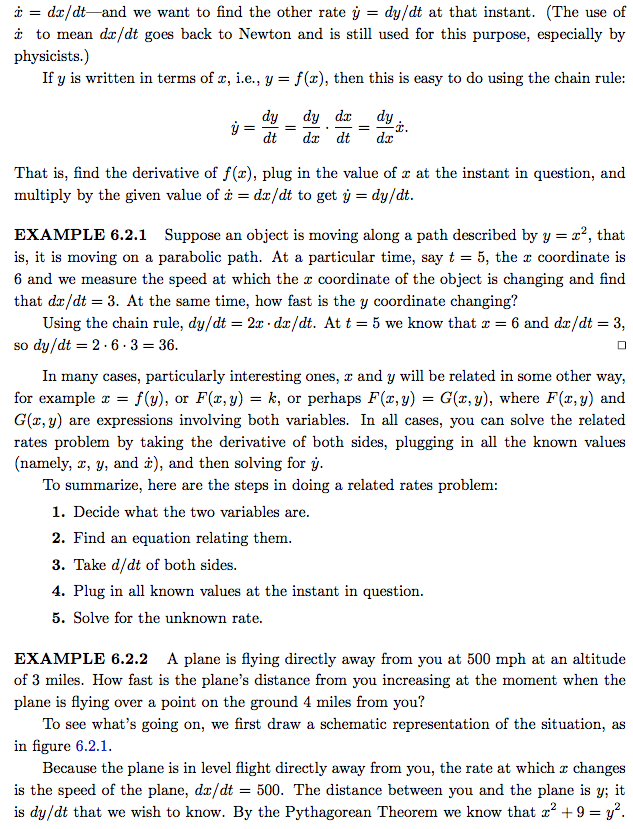 ẋ = dx/dt—and we want to find the other rate ẏ = dy/dt at that instant. (The use of
ẋ to mean dx/dt goes back to Newton and is still used for this purpose, especially by
physicists.)
If y is written in terms of x, i.e., y = f(x), then this is easy to do using the chain rule:
ẏ = dy/dt = dy/dx · dx/dt = dy/dx ẋ.
That is, find the derivative of f(x), plug in the value of x at the instant in question, and
multiply by the given value of ẋ = dx/dt to get ẏ = dy/dt.
EXAMPLE 6.2.1 Suppose an object is moving along a path described by y = x², that
is, it is moving on a parabolic path. At a particular time, say t = 5, the x coordinate is
6 and we measure the speed at which the x coordinate of the object is changing and find
that dx/dt = 3. At the same time, how fast is the y coordinate changing?
Using the chain rule, dy/dt = 2x · dx/dt. At t = 5 we know that x = 6 and dx/dt = 3,
so dy/dt = 2 · 6 · 3 = 36. □
In many cases, particularly interesting ones, x and y will be related in some other way,
for example x = f(y), or F(x, y) = k, or perhaps F(x, y) = G(x, y), where F(x, y) and
G(x, y) are expressions involving both variables. In all cases, you can solve the related
rates problem by taking the derivative of both sides, plugging in all the known values
(namely, x, y, and ẋ), and then solving for ẏ.
To summarize, here are the steps in doing a related rates problem:
1. Decide what the two variables are.
2. Find an equation relating them.
3. Take d/dt of both sides.
4. Plug in all known values at the instant in question.
5. Solve for the unknown rate.
EXAMPLE 6.2.2 A plane is flying directly away from you at 500 mph at an altitude
of 3 miles. How fast is the plane's distance from you increasing at the moment when the
plane is flying over a point on the ground 4 miles from you?
To see what's going on, we first draw a schematic representation of the situation, as
in figure 6.2.1.
Because the plane is in level flight directly away from you, the rate at which x changes
is the speed of the plane, dx/dt = 500. The distance between you and the plane is y; it
is dy/dt that we wish to know. By the Pythagorean Theorem we know that x² + 9 = y².